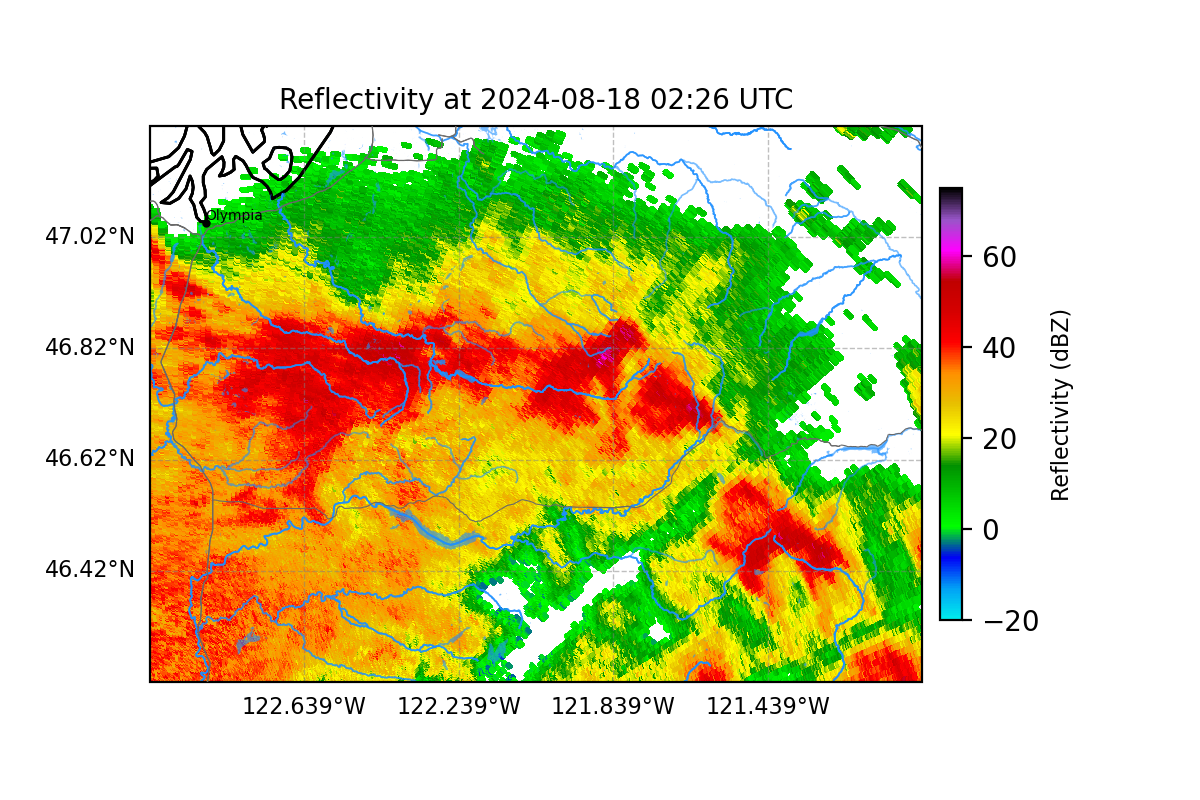 Reflectivity at 2024-08-18 02:26 UTC
Olympia
47.02°N
46.82°N
46.62°N
46.42°N
122.639°W
122.239°W
121.839°W
121.439°W
60
40
20
0
−20
Reflectivity (dBZ)